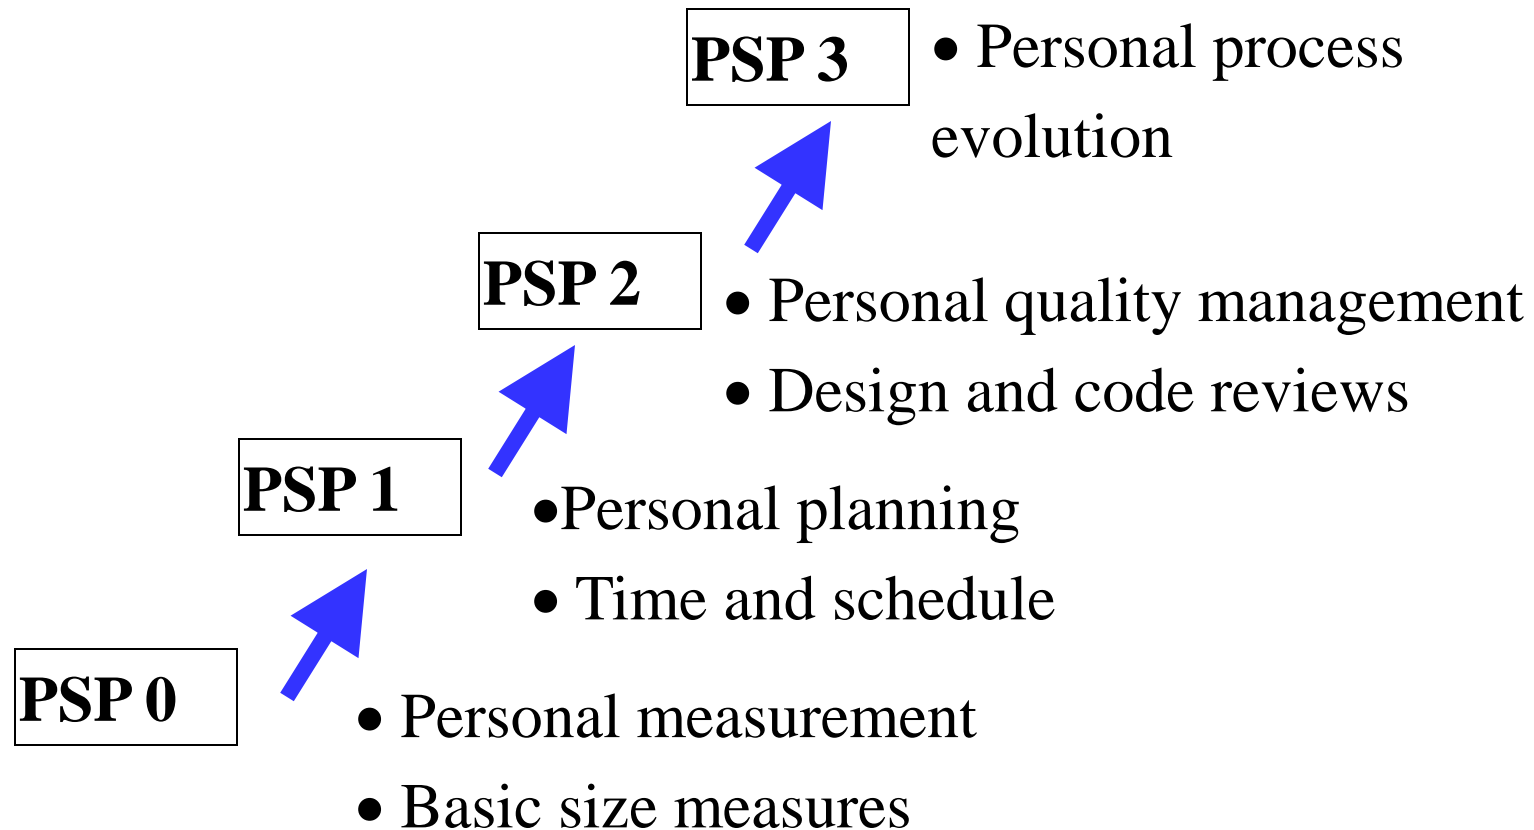 PSP 3
• Personal process
evolution
PSP 2
• Personal quality management
• Design and code reviews
PSP 1
•Personal planning
• Time and schedule
PSP 0
• Personal measurement
• Basic size measures